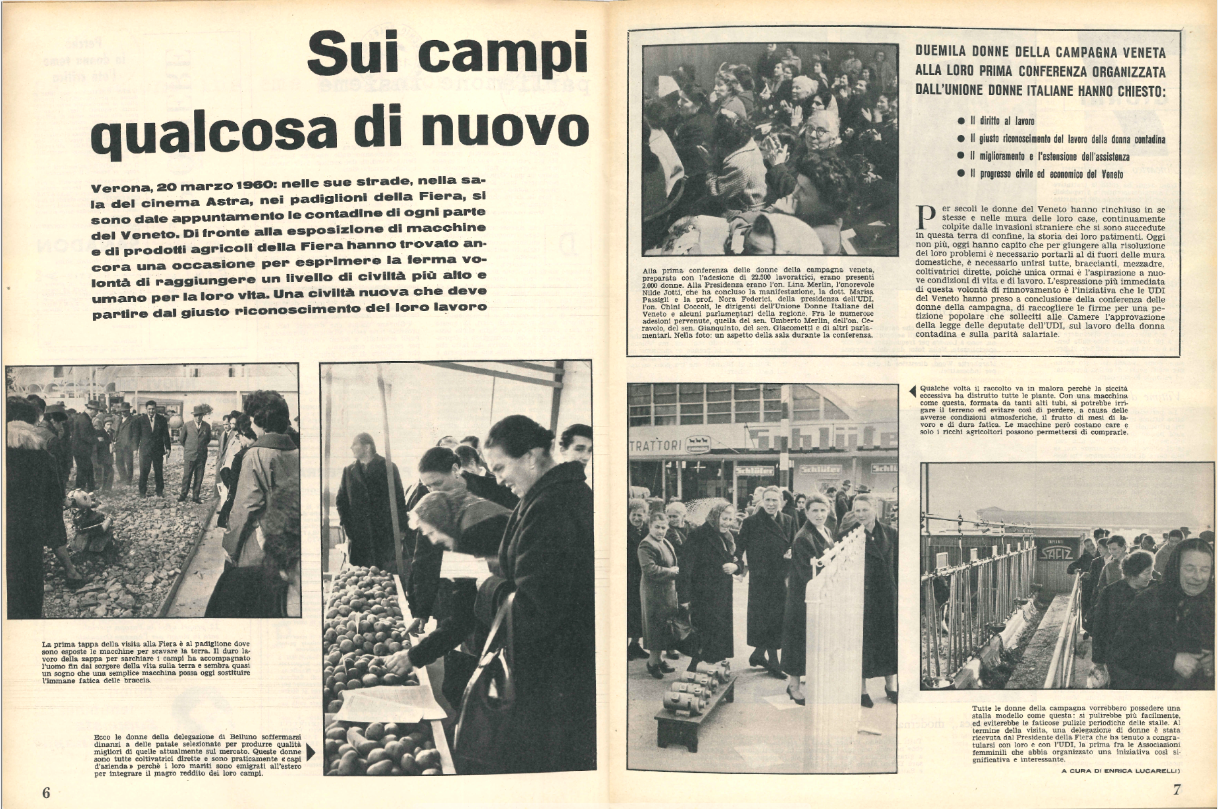 Sui campi
qualcosa di nuovo
Verona, 20 marzo 1960: nelle sue strade, nella sa-
la del cinema Astra, nei padiglioni della Fiera, si
sono date appuntamento le contadine di ogni parte
del Veneto. Di fronte alla esposizione di macchine
e di prodotti agricoli della Fiera hanno trovato an-
cora una occasione per esprimere la ferma vo-
lontà di raggiungere un livello di civiltà più alto e
umano per la loro vita. Una civiltà nuova che deve
partire dal giusto riconoscimento del loro lavoro
La prima tappa della visita alla Fiera è al padiglione dove
sono esposte le macchine per scavare la terra. Il duro la-
voro della zappa per sarchiare i campi ha accompagnato
l'uomo fin dal sorgere della vita sulla terra e sembra quasi
un sogno che una semplice macchina possa oggi sostituire
l'immane fatica delle braccia.
Ecco le donne della delegazione di Belluno soffermarsi
dinanzi a delle patate selezionate per produrre qualità
migliori di quelle attualmente sul mercato. Queste donne
sono tutte coltivatrici dirette e sono praticamente « capi
d'azienda » perchè i loro mariti sono emigrati all'estero
per integrare il magro reddito dei loro campi.
6
Alla prima conferenza delle donne della campagna veneta,
preparata con l'adesione di 22.500 lavoratrici, erano presenti
2.000 donne. Alla Presidenza erano l'on. Lina Merlin, l'onorevole
Nilde Jotti, che ha concluso la manifestazione, la dott. Marisa
Passigli e la prof. Nora Federici, della presidenza dell'UDI,
l'on. Chini Coccoli, le dirigenti dell'Unione Donne Italiane del
Veneto e alcuni parlamentari della regione. Fra le numerose
adesioni pervenute, quella del sen. Umberto Merlin, dell'on. Ce-
ravolo, del sen. Gianquinto, del sen. Giacometti e di altri parla-
mentari. Nella foto: un aspetto della sala durante la conferenza.
DUEMILA DONNE DELLA CAMPAGNA VENETA
ALLA LORO PRIMA CONFERENZA ORGANIZZATA
DALL'UNIONE DONNE ITALIANE HANNO CHIESTO:
● Il diritto al lavoro
● Il giusto riconoscimento del lavoro della donna contadina
● Il miglioramento e l'estensione dell'assistenza
● Il progresso civile ed economico del Veneto
Per secoli le donne del Veneto hanno rinchiuso in se
stesse e nelle mura delle loro case, continuamente
colpite dalle invasioni straniere che si sono succedute
in questa terra di confine, la storia dei loro patimenti. Oggi
non più, oggi hanno capito che per giungere alla risoluzione
dei loro problemi è necessario portarli al di fuori delle mura
domestiche, è necessario unirsi tutte, braccianti, mezzadre,
coltivatrici dirette, poichè unica ormai è l'aspirazione a nuo-
ve condizioni di vita e di lavoro. L'espressione più immediata
di questa volontà di rinnovamento è l'iniziativa che le UDI
del Veneto hanno preso a conclusione della conferenza delle
donne, di raccogliere le firme per una pe-
tizione popolare che solleciti alle Camere l'approvazione
della legge delle deputate dell'UDI, sul lavoro della donna
contadina e sulla parità salariale.
Qualche volta il raccolto va in malora perchè la siccità
eccessiva ha distrutto tutte le piante. Con una macchina
come questa, formata da tanti alti tubi, si potrebbe irri-
gare il terreno ed evitare così di perdere, a causa delle
avverse condizioni atmosferiche, il frutto di mesi di la-
voro e di dura fatica. Le macchine però costano care e
solo i ricchi agricoltori possono permettersi di comprarle.
TRATTORI
Schlüter
Schlüter
Schlüter
Schl
SAFIZ
Tutte le donne della campagna vorrebbero possedere una
stalla modello come questa: si pulirebbe più facilmente,
ed eviterebbe le faticose pulizie periodiche delle stalle. Al
termine della visita, una delegazione di donne è stata
ricevuta dal Presidente della Fiera che ha tenuto a congra-
tularsi con loro e con l'UDI, la prima fra le Associazioni
femminili che abbia organizzato una iniziativa così si-
gnificativa e interessante.
A CURA DI ENRICA LUCARELLI)
7